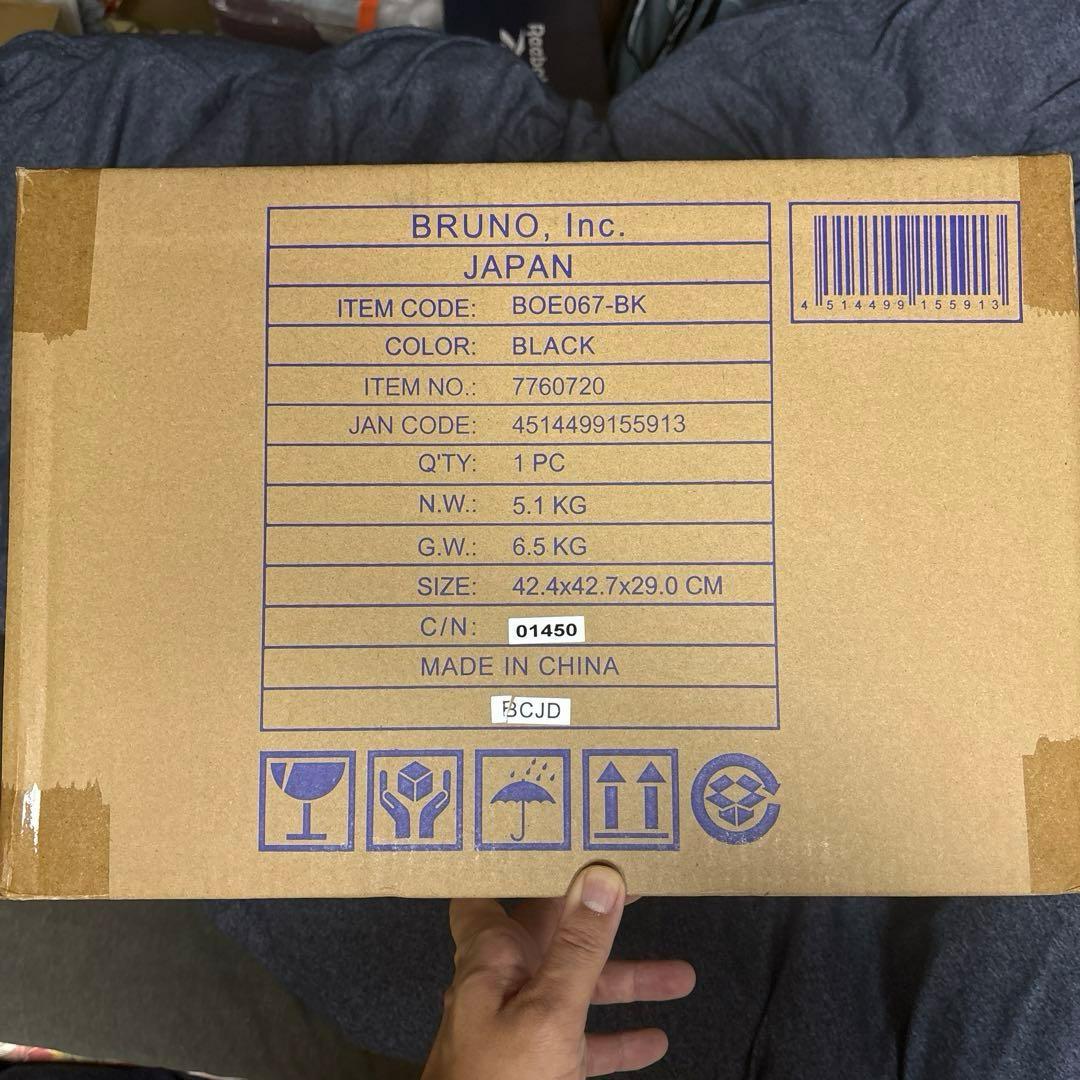 Reebok
BRUNO, Inc.
JAPAN
ITEM CODE: BOE067-BK
COLOR: BLACK
ITEM NO.: 7760720
JAN CODE: 4514499155913
Q'TY: 1 PC
N.W.: 5.1 KG
G.W.: 6.5 KG
SIZE: 42.4x42.7x29.0 CM
C/N: 01450
MADE IN CHINA
BCJD
4 514499 155913